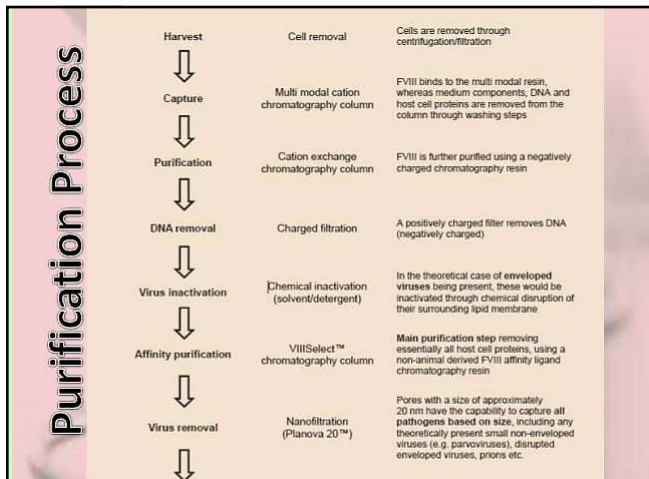 Purification Process
Harvest
Cell removal
Cells are removed through
centrifugation/filtration
Capture
Multi modal cation
chromatography column
FVIII binds to the multi modal resin,
whereas medium components, DNA and
host cell proteins are removed from the
column through washing steps
Purification
Cation exchange
chromatography column
FVIII is further purified using a negatively
charged chromatography resin
DNA removal
Charged filtration
A positively charged filter removes DNA
(negatively charged)
Virus inactivation
Chemical inactivation
(solvent/detergent)
In the theoretical case of enveloped
viruses being present, these would be
inactivated through chemical disruption of
their surrounding lipid membrane
Affinity purification
VIIISelect™
chromatography column
Main purification step removing
essentially all host cell proteins, using a
non-animal derived FVIII affinity ligand
chromatography resin
Virus removal
Nanofiltration
(Planova 20™)
Pores with a size of approximately
20 nm have the capability to capture all
pathogens based on size, including any
theoretically present small non-enveloped
viruses (e.g. parvoviruses), disrupted
enveloped viruses, prions etc.